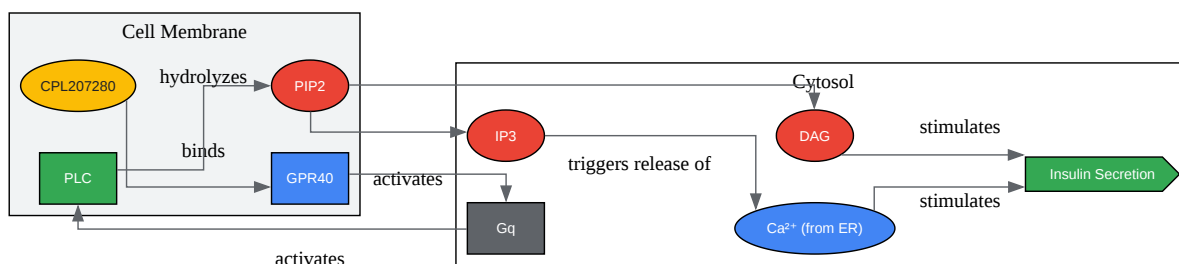 Cell Membrane
CPL207280
hydrolyzes
PIP2
Cytosol
IP3
DAG
stimulates
binds
triggers release of
PLC
GPR40
activates
Insulin Secretion
stimulates
Gq
Ca²⁺ (from ER)
activates